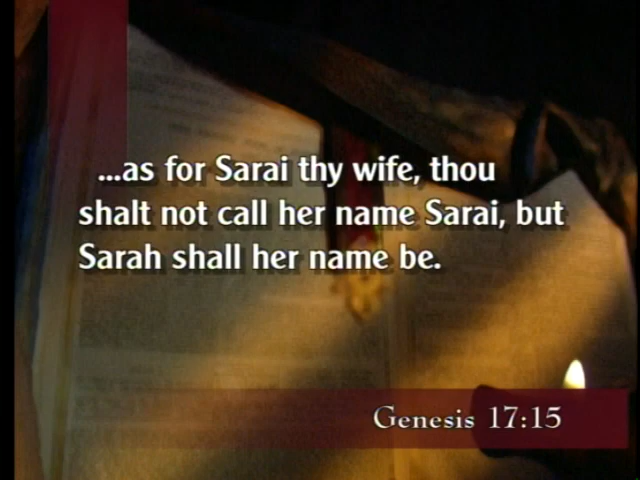 ...as for Sarai thy wife, thou
shalt not call her name Sarai, but
Sarah shall her name be.
Genesis 17:15